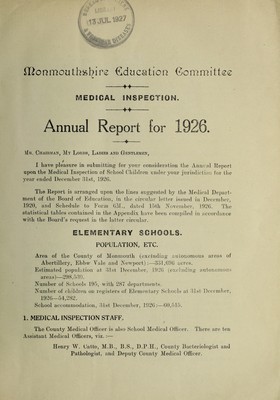 13 JUL 1927
Monmouthshire Education Committee
MEDICAL INSPECTION.
Annual Report for 1926.
MR. CHAIRMAN, MY LORDS, LADIES AND GENTLEMEN,
I have pleasure in submitting for your consideration the Annual Report
upon the Medical Inspection of School Children under your jurisdiction for the
year ended December 31st, 1926.
The Report is arranged upon the lines suggested by the Medical Depart-
ment of the Board of Education, in the circular letter issued in December,
1920, and Schedule to Form 6M., dated 15th November, 1926. The
statistical tables contained in the Appendix have been compiled in accordance
with the Board's request in the latter circular.
ELEMENTARY SCHOOLS.
POPULATION, ETC.
Area of the County of Monmouth (excluding autonomous areas of
Abertillery, Ebbw Vale and Newport):—331,696 acres.
Estimated population at 31st December, 1926 (excluding autonomous
areas)—298,595.
Number of Schools 195, with 287 departments.
Number of children on registers of Elementary Schools at 31st December,
1926—54,282.
School accommodation, 31st December, 1926:—60,515.
1. MEDICAL INSPECTION STAFF.
The County Medical Officer is also School Medical Officer. There are ten
Assistant Medical Officers, viz.:—
Henry W. Catto, M.B., B.S., D.P.H., County Bacteriologist and
Pathologist, and Deputy County Medical Officer.